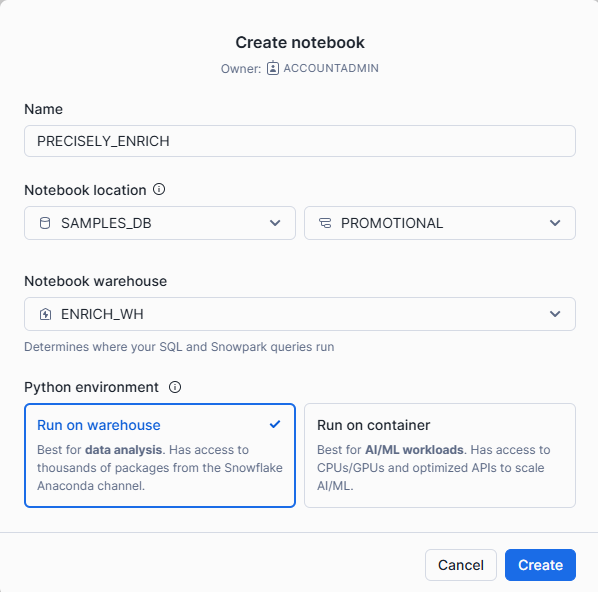 Create notebook
Owner: ACCOUNTADMIN
Name
PRECISELY_ENRICH
Notebook location
SAMPLES_DB
PROMOTIONAL
Notebook warehouse
ENRICH_WH
Determines where your SQL and Snowpark queries run
Python environment
Run on warehouse
Best for data analysis. Has access to
thousands of packages from the Snowflake
Anaconda channel.
Run on container
Best for AI/ML workloads. Has access to
CPUs/GPUs and optimized APIs to scale
AI/ML.
Cancel
Create